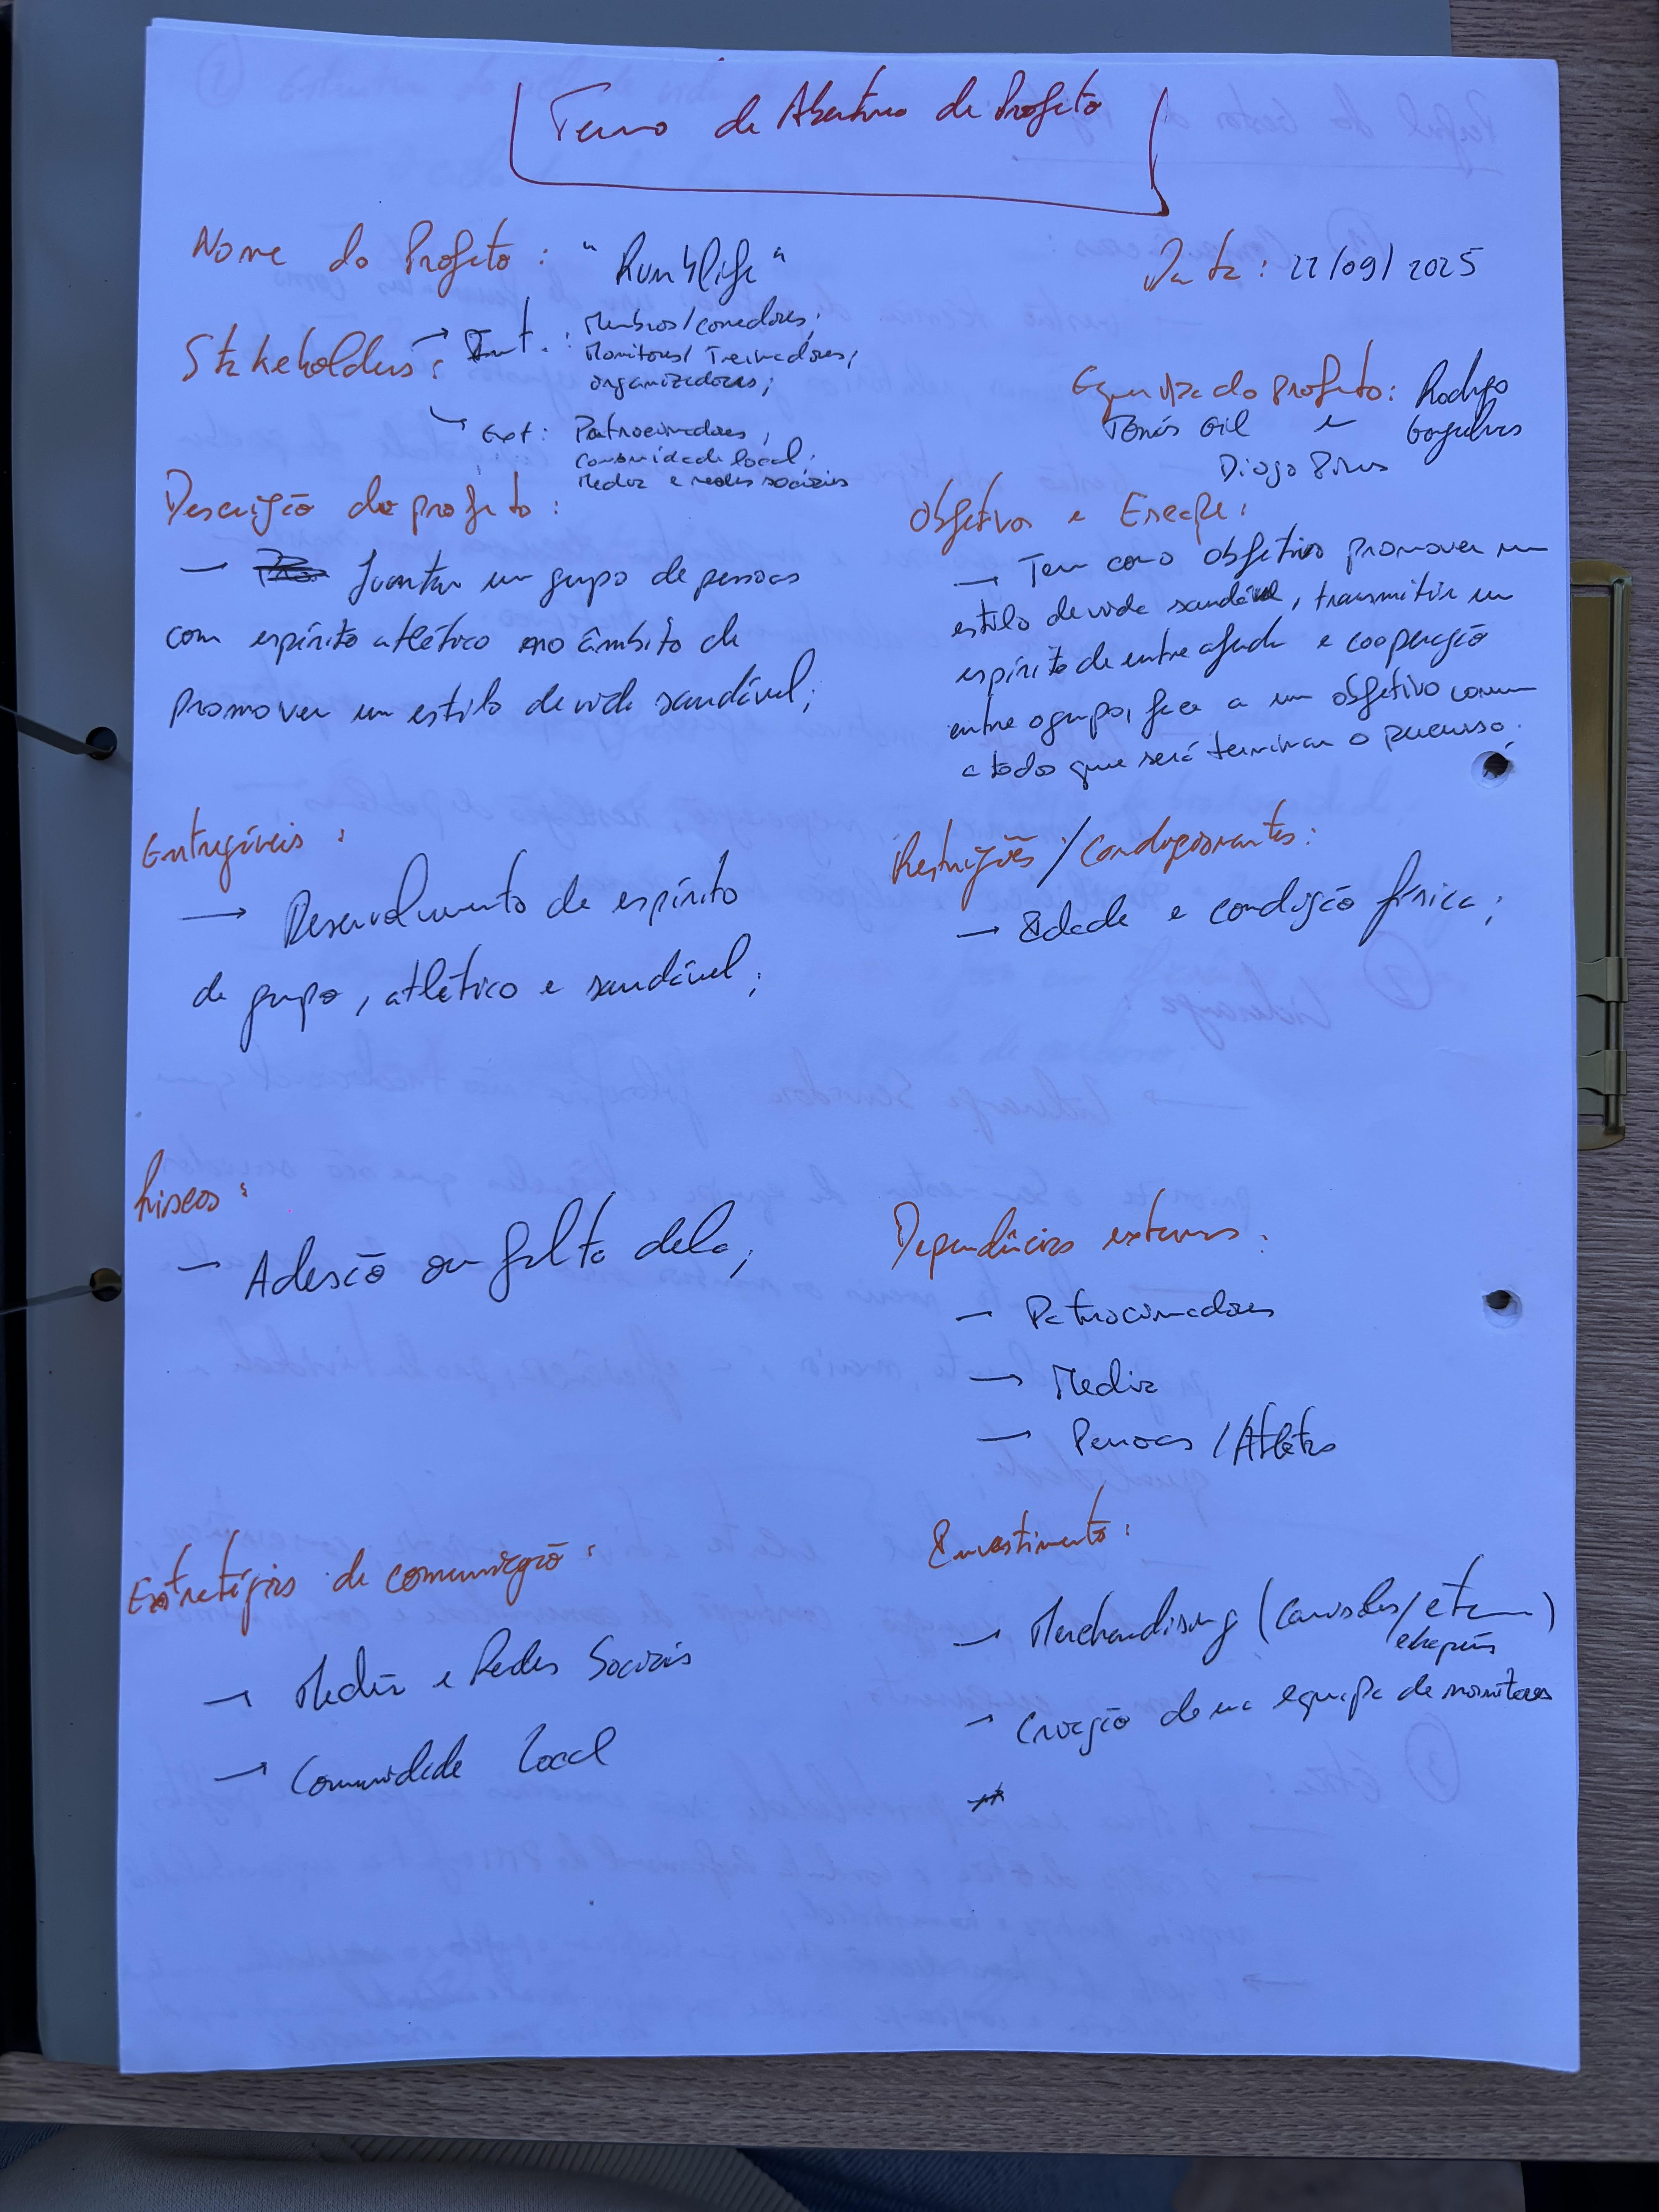 Termo de Abertura de Projeto
Nome do Projeto : "Run4Life"
Data : 22/09/2025
Stakeholders : → Int. : Membros/corredores;
Monitores/Treinadores;
organizadores;
→ Ext : Patrocinadores,
comunidade local,
Media e redes sociais
Equipa do projeto : Rodrigo
Tomás Gil e Gonçalves
Diogo Pires
Descrição do projeto :
— Juntar um grupo de pessoas
com espírito atlético no âmbito de
promover um estilo de vida saudável;
Objetivos e Escopo :
→ Tem como objetivo promover um
estilo de vida saudável, transmitir um
espírito de entre ajuda e cooperação
entre o grupo, face a um objetivo comum
a todos que será terminar o percurso;
Entregáveis :
→ Desenvolvimento de espírito
de grupo, atlético e saudável;
Restrições / condicionantes :
→ Idade e condição física;
Riscos :
— Adesão ou falta dela;
Dependências externas :
— Patrocinadores
→ Media
— Pessoas / Atletas
Estratégias de comunicação :
→ Media e Redes Sociais
→ Comunidade local
Investimento :
→ Merchandising (camisolas/etc)
chapéus
→ Criação de uma equipa de monitores